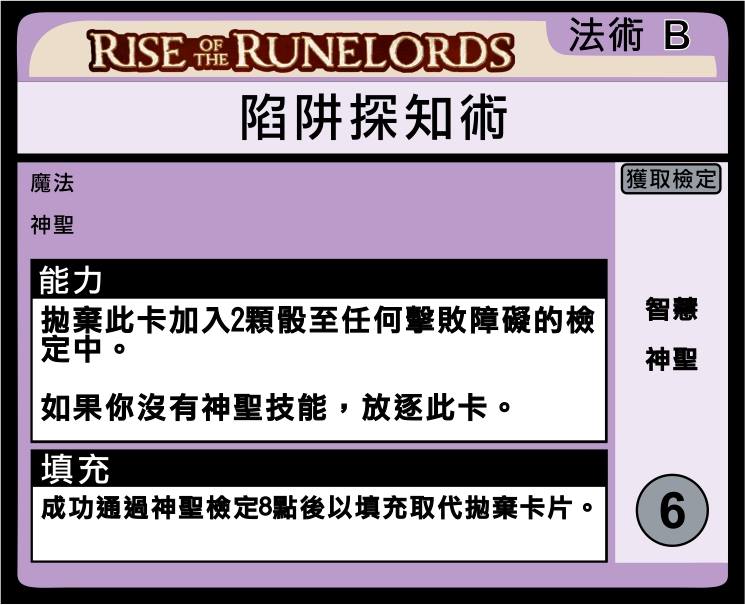 RISE OF THE RUNELORDS
法術 B
陷阱探知術
魔法
神聖
獲取檢定
智慧
神聖
6
能力
拋棄此卡加入2顆骰至任何擊敗障礙的檢
定中。
如果你沒有神聖技能，放逐此卡。
填充
成功通過神聖檢定8點後以填充取代拋棄卡片。